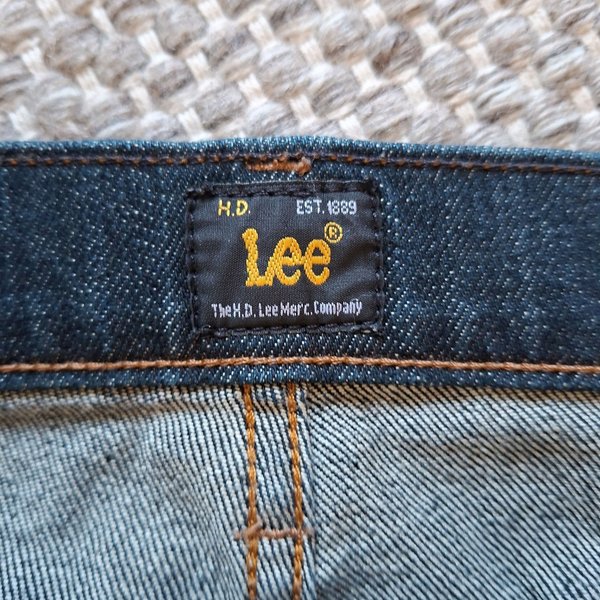 H.D. EST.1889
Lee®
The H.D. Lee Merc. Company